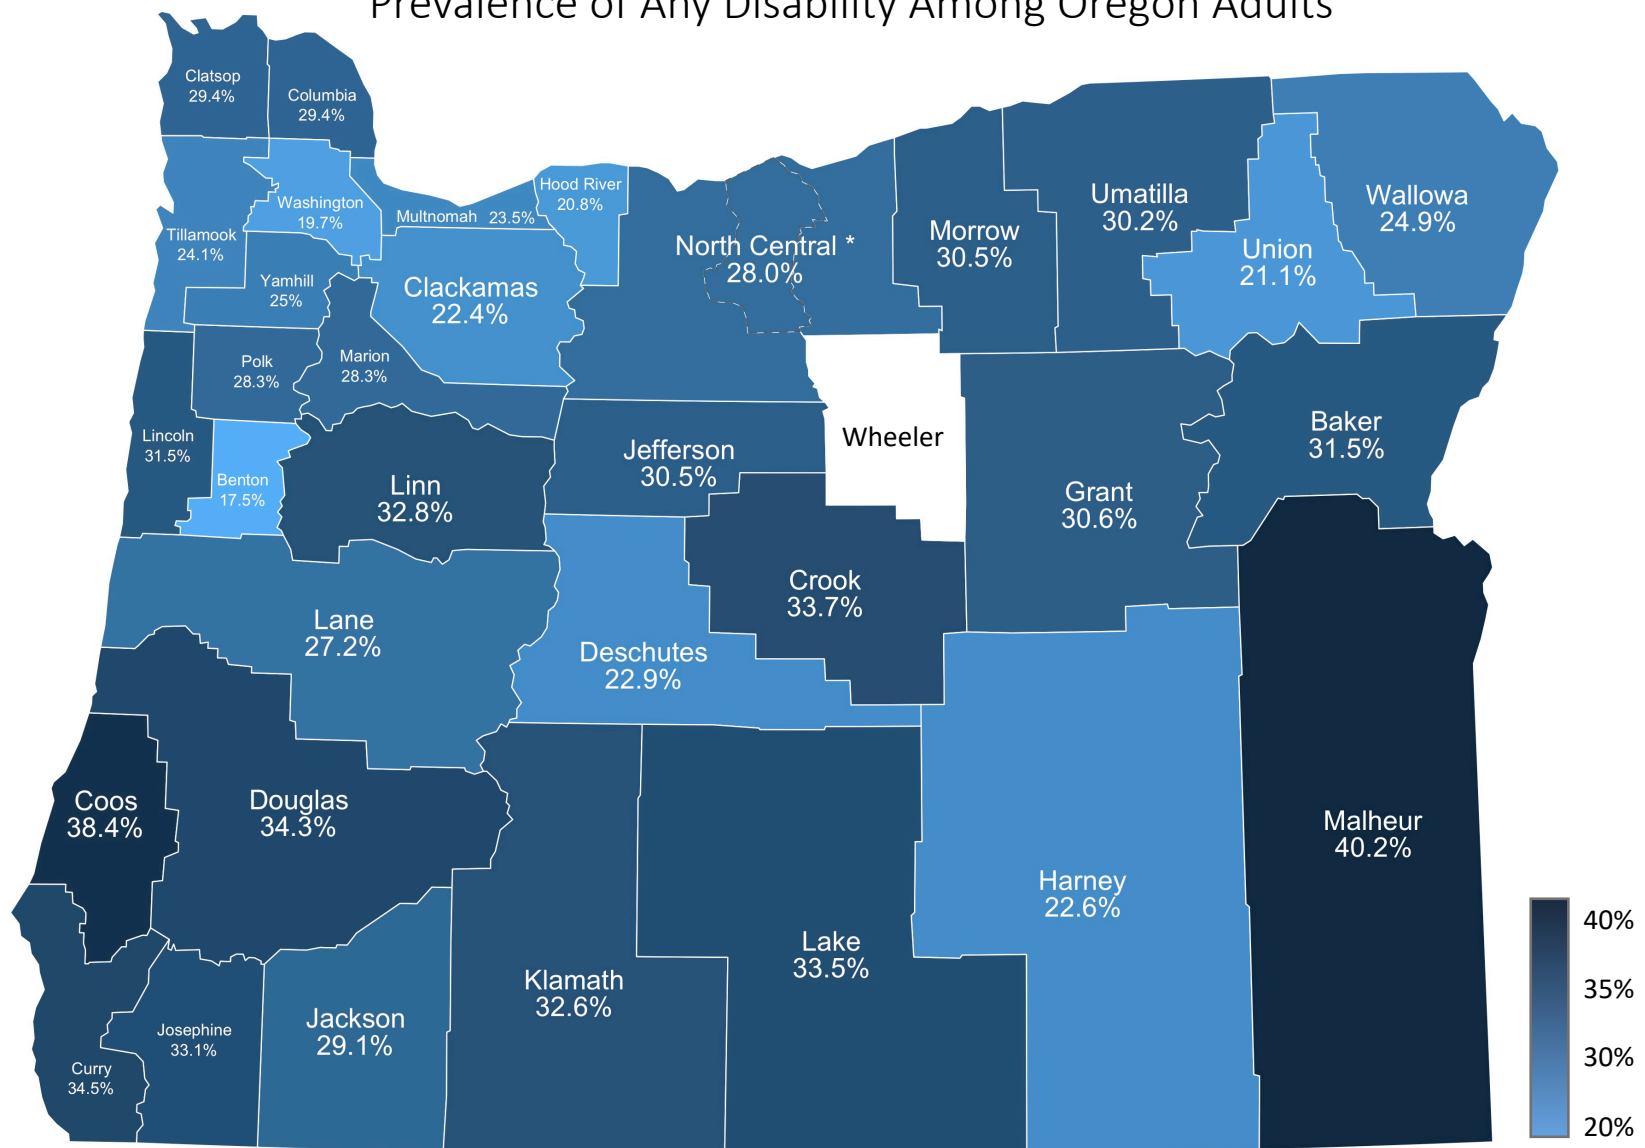 Prevalence of Any Disability Among Oregon Adults
Clatsop
29.4%
Columbia
29.4%
Washington
19.7%
Tillamook
24.1%
Multnomah 23.5%
Hood River
20.8%
Yamhill
25%
Clackamas
22.4%
North Central *
28.0%
Morrow
30.5%
Umatilla
30.2%
Union
21.1%
Wallowa
24.9%
Polk
28.3%
Marion
28.3%
Lincoln
31.5%
Benton
17.5%
Linn
32.8%
Jefferson
30.5%
Wheeler
Grant
30.6%
Baker
31.5%
Lane
27.2%
Deschutes
22.9%
Crook
33.7%
Coos
38.4%
Douglas
34.3%
Harney
22.6%
Malheur
40.2%
Curry
34.5%
Josephine
33.1%
Jackson
29.1%
Klamath
32.6%
Lake
33.5%
40%
35%
30%
20%